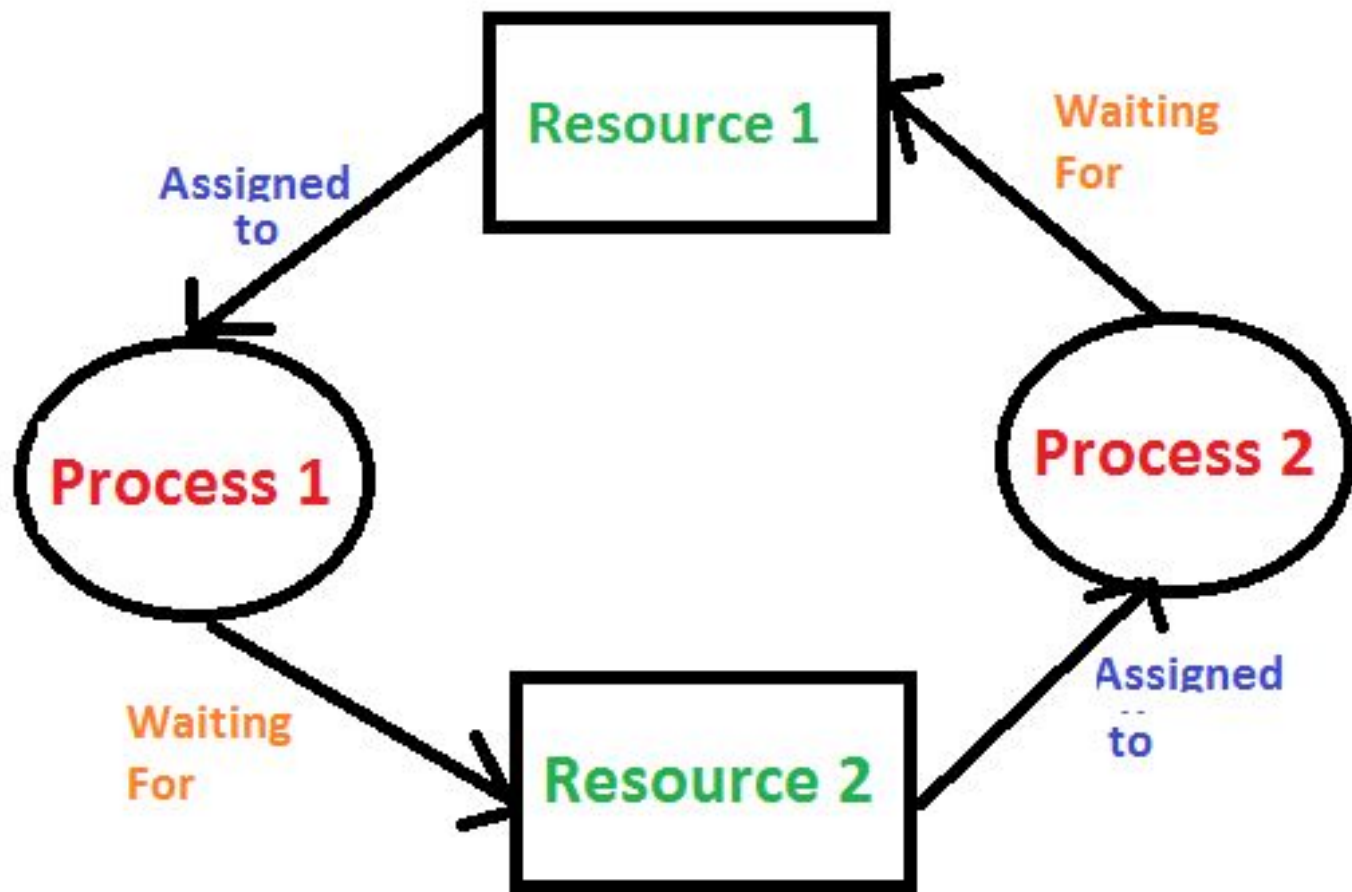 Resource 1
Waiting
For
Assigned
to
Process 1
Process 2
Waiting
For
Resource 2
Assigned
to